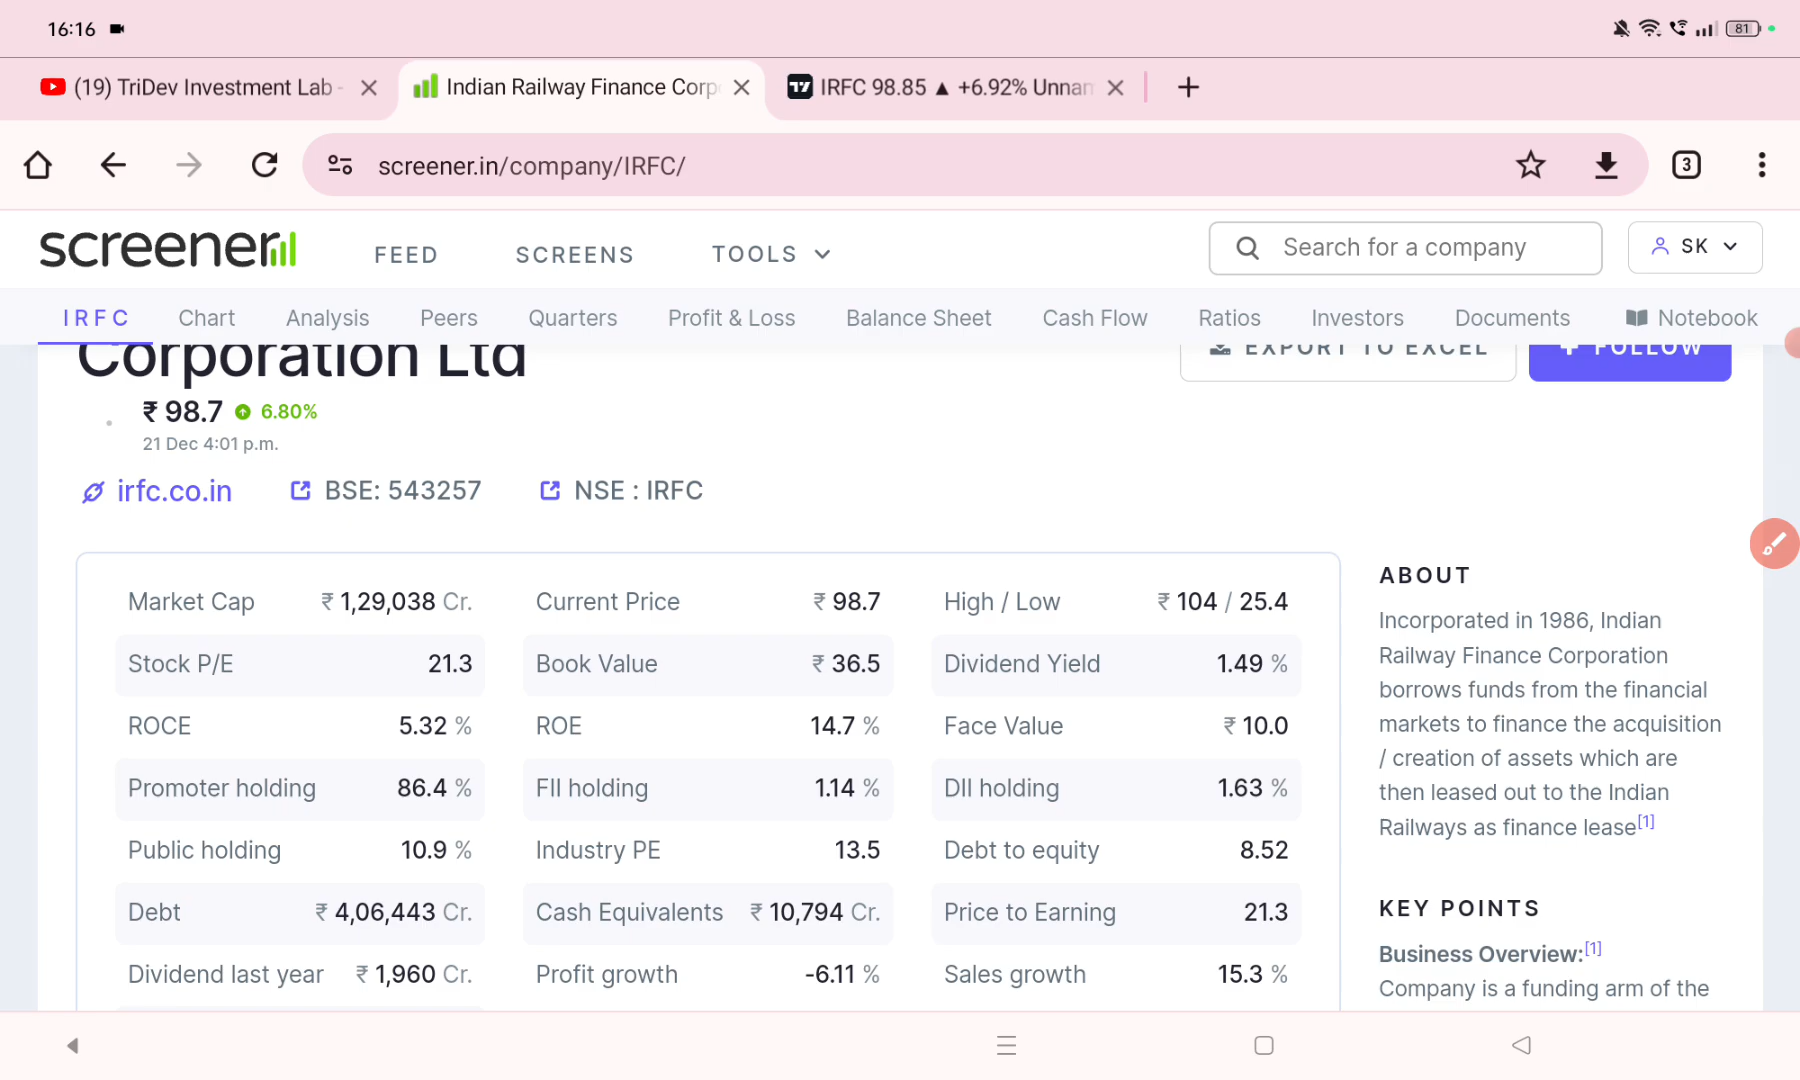 16:16
81
(19) TriDev Investment Lab -
Indian Railway Finance Corp
IRFC 98.85 ▲ +6.92% Unnan
screener.in/company/IRFC/
3
screener
FEED
SCREENS
TOOLS
Search for a company
SK
IRFC
Chart
Analysis
Peers
Quarters
Profit & Loss
Balance Sheet
Cash Flow
Ratios
Investors
Documents
Notebook
Corporation Ltd
EXPORT TO EXCEL
+ FOLLOW
₹ 98.7 6.80%
21 Dec 4:01 p.m.
irfc.co.in
BSE: 543257
NSE : IRFC
Market Cap ₹ 1,29,038 Cr.
Current Price ₹ 98.7
High / Low ₹ 104 / 25.4
Stock P/E 21.3
Book Value ₹ 36.5
Dividend Yield 1.49 %
ROCE 5.32 %
ROE 14.7 %
Face Value ₹ 10.0
Promoter holding 86.4 %
FII holding 1.14 %
DII holding 1.63 %
Public holding 10.9 %
Industry PE 13.5
Debt to equity 8.52
Debt ₹ 4,06,443 Cr.
Cash Equivalents ₹ 10,794 Cr.
Price to Earning 21.3
Dividend last year ₹ 1,960 Cr.
Profit growth -6.11 %
Sales growth 15.3 %
ABOUT
Incorporated in 1986, Indian
Railway Finance Corporation
borrows funds from the financial
markets to finance the acquisition
/ creation of assets which are
then leased out to the Indian
Railways as finance lease[1]
KEY POINTS
Business Overview:[1]
Company is a funding arm of the